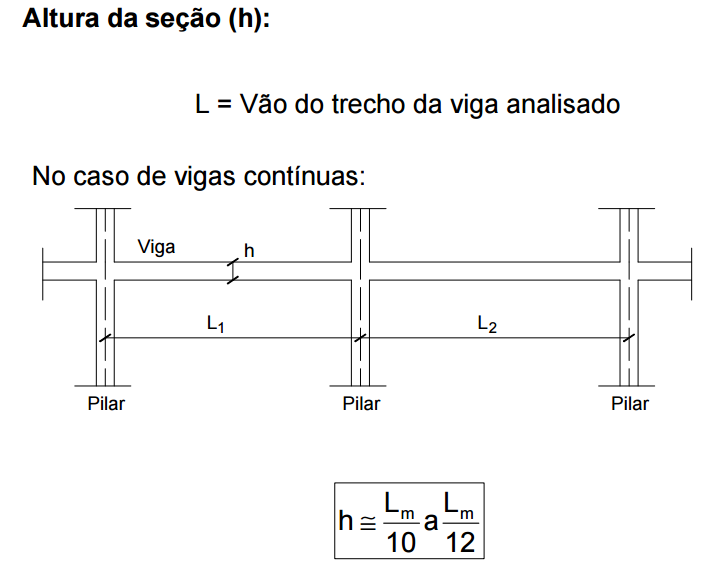 Altura da seção (h):
L = Vão do trecho da viga analisado
No caso de vigas contínuas:
Viga
h
L₁
L₂
Pilar
Pilar
Pilar
h ≅ Lₘ/10 a Lₘ/12